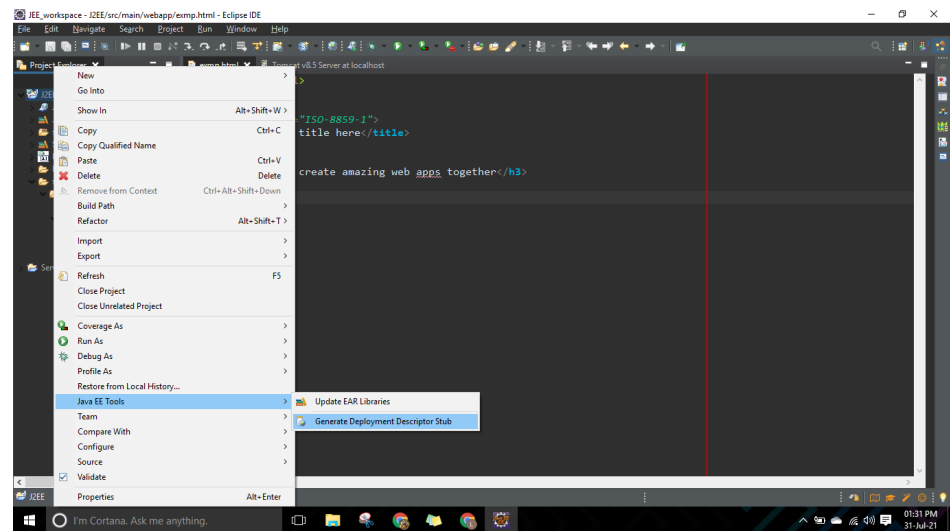 JEE_workspace - J2EE/src/main/webapp/exmp.html - Eclipse IDE
File Edit Navigate Search Project Run Window Help
Project Explorer exmp.html Tomcat v8.5 Server at localhost
New
Go Into
Show In Alt+Shift+W >
="ISO-8859-1">
Copy Ctrl+C
title here</title>
Copy Qualified Name
Paste Ctrl+V
Delete Delete
create amazing web apps together</h3>
Remove from Context Ctrl+Alt+Shift+Down
Build Path
Refactor Alt+Shift+T >
Import
Export
Ser
Refresh F5
Close Project
Close Unrelated Project
Coverage As
Run As
Debug As
Profile As
Restore from Local History...
Java EE Tools
Update EAR Libraries
Team
Generate Deployment Descriptor Stub
Compare With
Configure
Source
Validate
Properties Alt+Enter
J2EE
I'm Cortana. Ask me anything.
01:31 PM
31-Jul-21